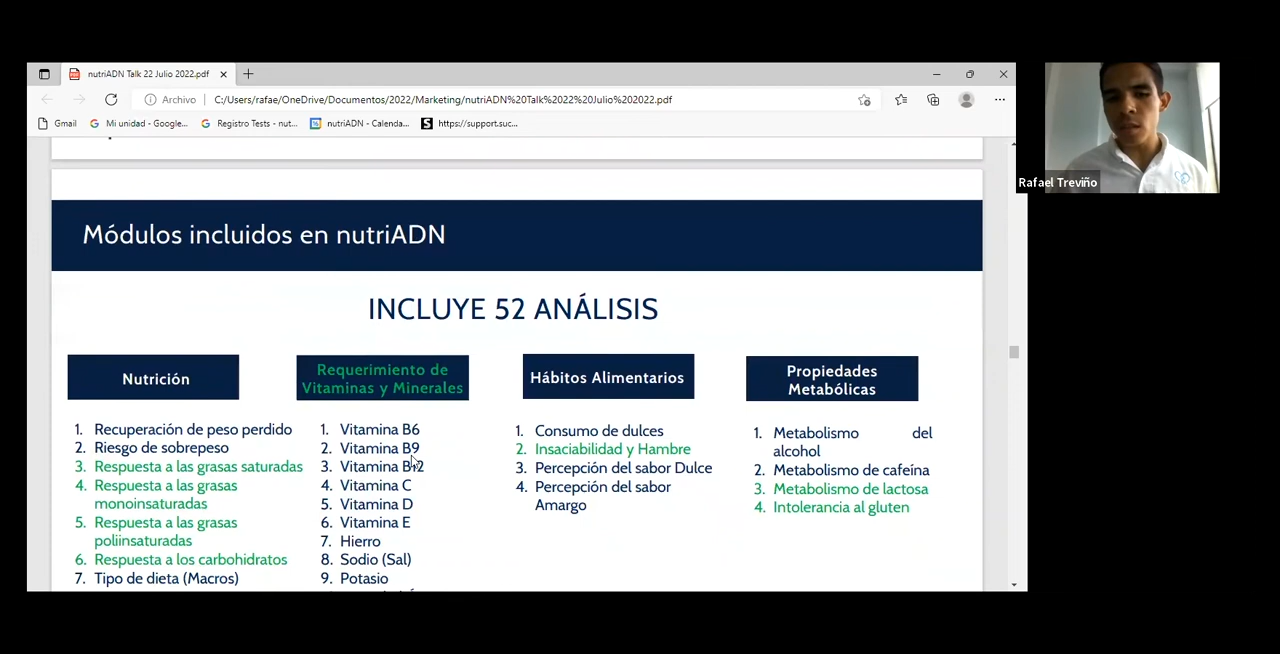 nutriADN Talk 22 Julio 2022.pdf
Archivo
C:/Users/rafae/OneDrive/Documentos/2022/Marketing/nutriADN%20Talk%2022%20Julio%202022.pdf
Gmail
Mi unidad - Google...
Registro Tests - nut...
nutriADN - Calenda...
https://support.suc...
Rafael Treviño
Módulos incluidos en nutriADN
INCLUYE 52 ANÁLISIS
Nutrición
1. Recuperación de peso perdido
2. Riesgo de sobrepeso
3. Respuesta a las grasas saturadas
4. Respuesta a las grasas
monoinsaturadas
5. Respuesta a las grasas
poliinsaturadas
6. Respuesta a los carbohidratos
7. Tipo de dieta (Macros)
Requerimiento de
Vitaminas y Minerales
1. Vitamina B6
2. Vitamina B9
3. Vitamina B12
4. Vitamina C
5. Vitamina D
6. Vitamina E
7. Hierro
8. Sodio (Sal)
9. Potasio
Hábitos Alimentarios
1. Consumo de dulces
2. Insaciabilidad y Hambre
3. Percepción del sabor Dulce
4. Percepción del sabor
Amargo
Propiedades
Metabólicas
1. Metabolismo del
alcohol
2. Metabolismo de cafeína
3. Metabolismo de lactosa
4. Intolerancia al gluten